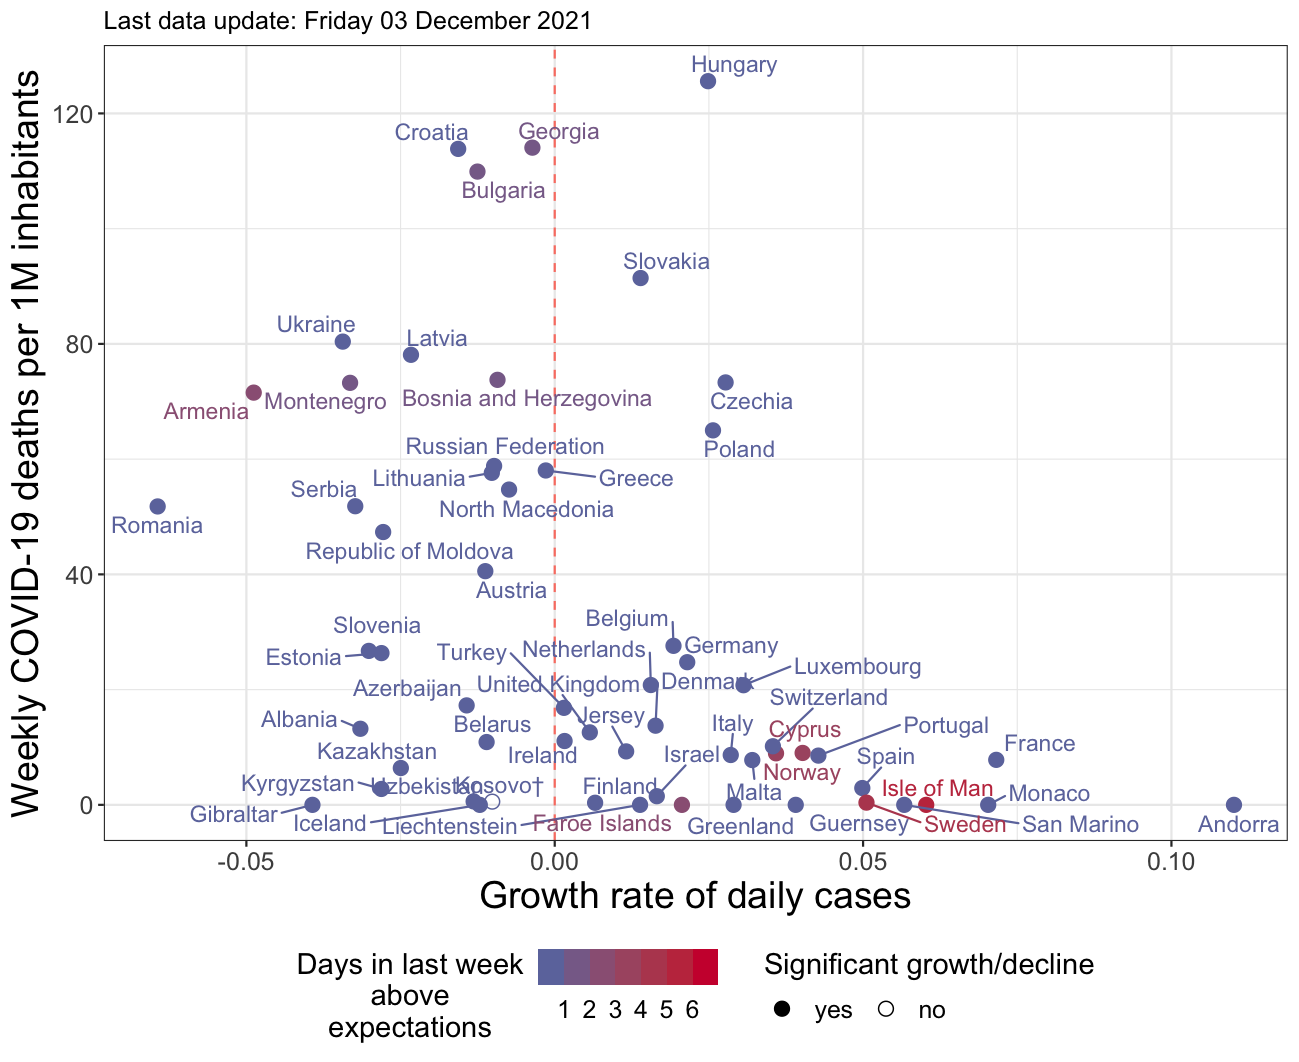 Last data update: Friday 03 December 2021
Weekly COVID-19 deaths per 1M inhabitants
120
80
40
0
Hungary
Croatia
Georgia
Bulgaria
Slovakia
Ukraine
Latvia
Armenia
Montenegro
Bosnia and Herzegovina
Czechia
Poland
Russian Federation
Lithuania
Greece
Serbia
North Macedonia
Romania
Republic of Moldova
Austria
Belgium
Slovenia
Germany
Estonia
Turkey
Netherlands
Luxembourg
Azerbaijan
United Kingdom
Denmark
Switzerland
Albania
Belarus
Jersey
Italy
Cyprus
Portugal
Kazakhstan
Ireland
Israel
Spain
France
Kyrgyzstan
Uzbekistan
Kosovo†
Finland
Malta
Norway
Isle of Man
Monaco
Gibraltar
Iceland
Liechtenstein
Faroe Islands
Greenland
Guernsey
Sweden
San Marino
Andorra
-0.05
0.00
0.05
0.10
Growth rate of daily cases
Days in last week
above
expectations
1 2 3 4 5 6
Significant growth/decline
yes
no